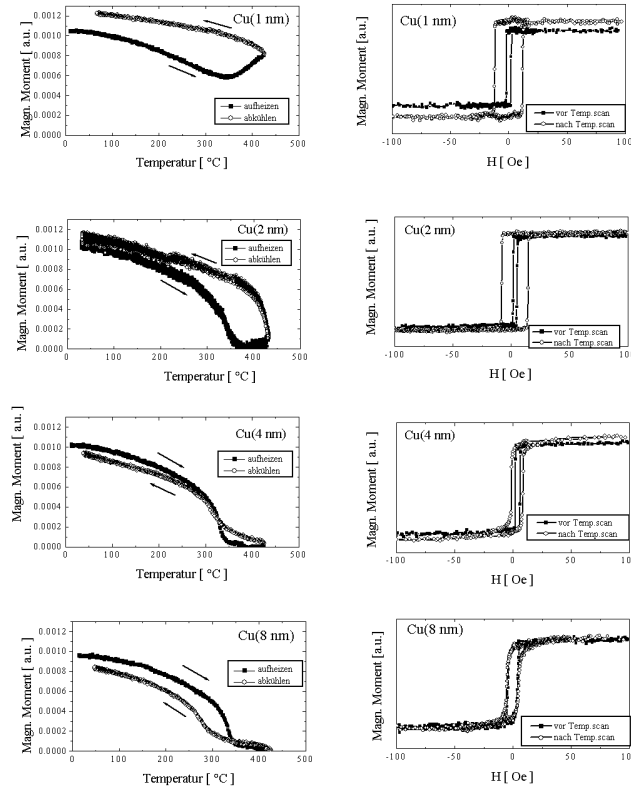 Cu(1 nm)
Magn. Moment [ a.u. ]
0.0012
0.0010
0.0008
0.0006
0.0004
0.0002
0.0000
0 100 200 300 400 500
Temperatur [ °C ]
aufheizen
abkühlen
Cu(1 nm)
Magn. Moment [a.u.]
0
-100 -50 0 50 100
H [ Oe ]
vor Temp.scan
nach Temp.scan
Cu(2 nm)
Magn. Moment [ a.u. ]
0.0012
0.0010
0.0008
0.0006
0.0004
0.0002
0.0000
0 100 200 300 400 500
Temperatur [ °C ]
aufheizen
abkühlen
Cu(2 nm)
Magn. Moment [ a.u. ]
-100 -50 0 50 100
H [ Oe ]
vor Temp.scan
nach Temp.scan
Cu(4 nm)
Magn. Moment [ a.u. ]
0.0012
0.0010
0.0008
0.0006
0.0004
0.0002
0.0000
0 100 200 300 400 500
Temperatur [ °C ]
aufheizen
abkühlen
Cu(4 nm)
Magn. Moment [ a.u. ]
-100 -50 0 50 100
H [ Oe ]
vor Temp.scan
nach Temp.scan
Cu(8 nm)
Magn. Moment [ a.u. ]
0.0012
0.0010
0.0008
0.0006
0.0004
0.0002
0.0000
0 100 200 300 400 500
Temperatur [ °C ]
aufheizen
abkühlen
Cu(8 nm)
Magn. Moment [ a.u. ]
-100 -50 0 50 100
H [ Oe ]
vor Temp.scan
nach Temp.scan